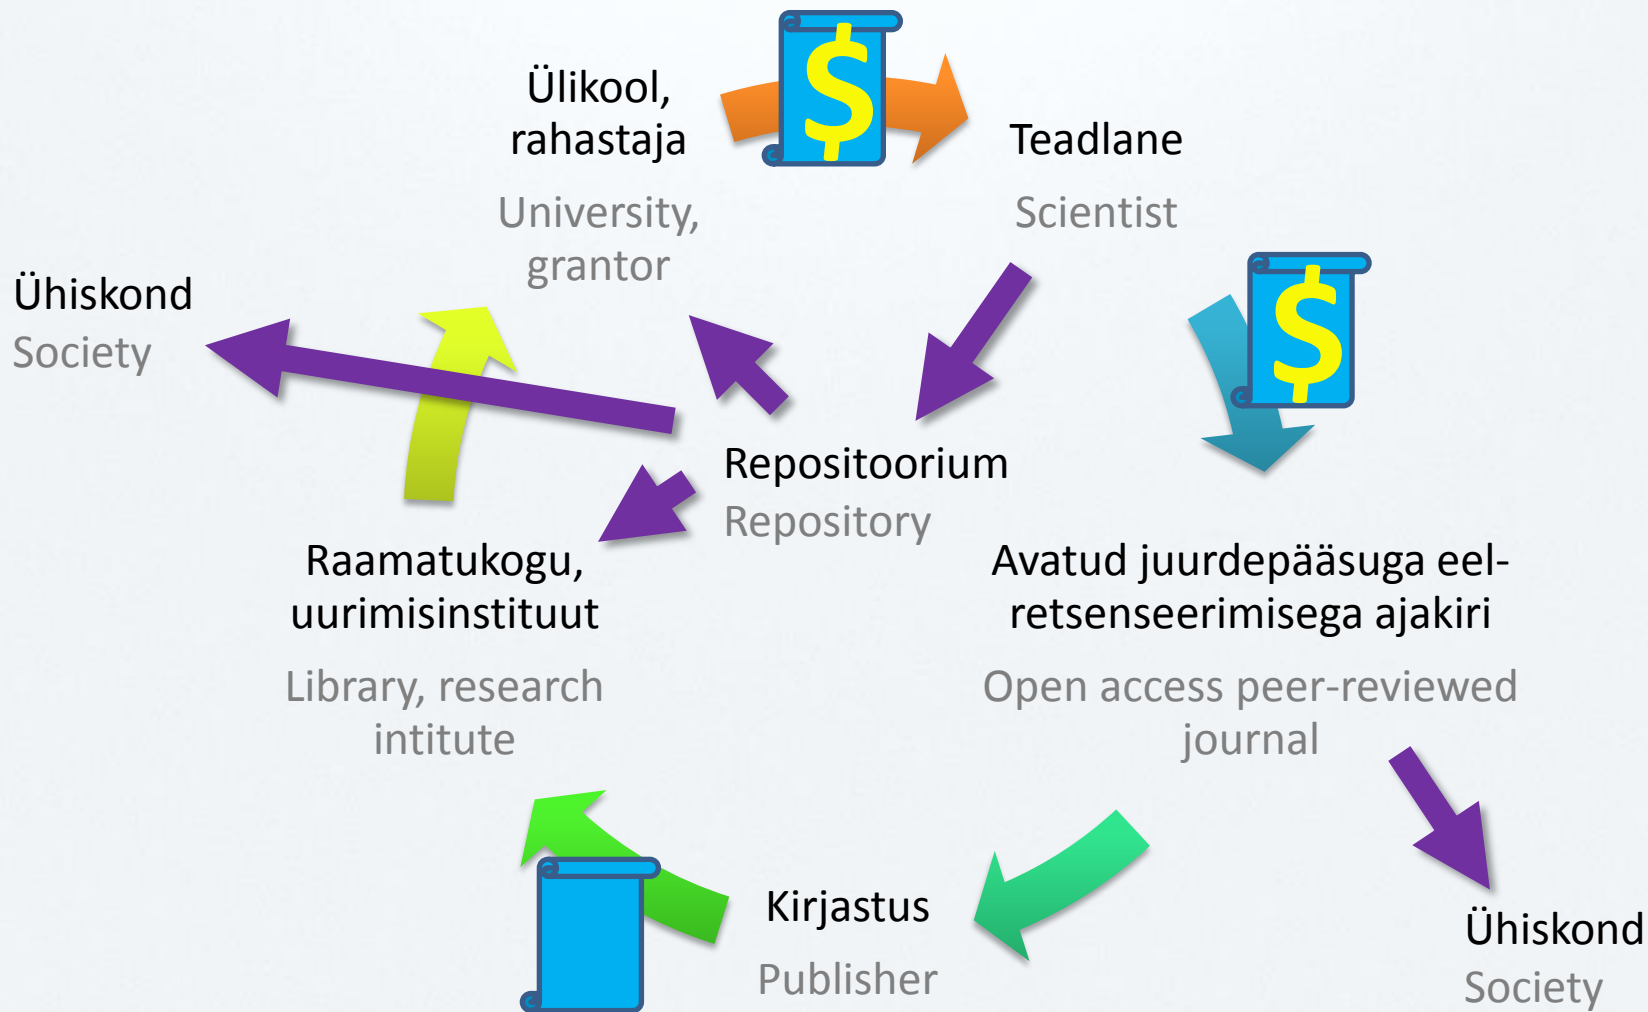 $
Ülikool,
rahastaja
University,
grantor
Teadlane
Scientist
$
Ühiskond
Society
Repositoorium
Repository
Raamatukogu,
uurimisinstituut
Library, research
intitute
Avatud juurdepääsuga eel-
retsenseerimisega ajakiri
Open access peer-reviewed
journal
Kirjastus
Publisher
Ühiskond
Society